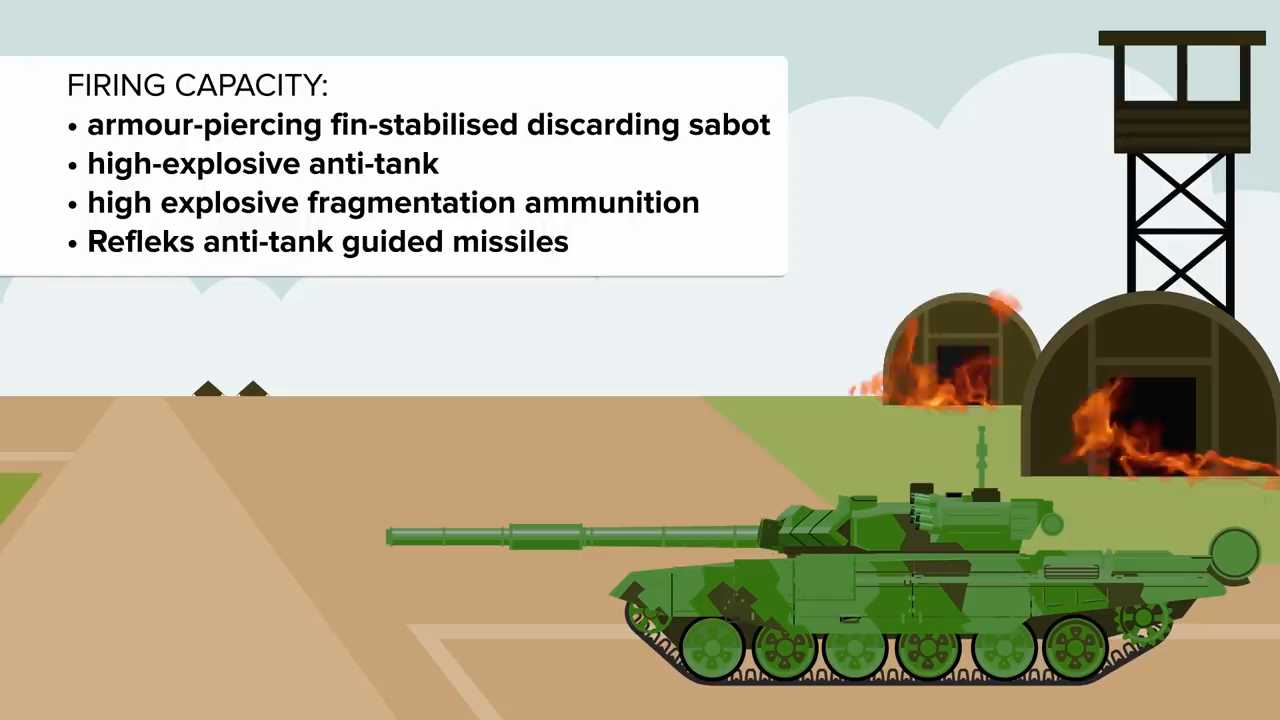 FIRING CAPACITY:
• armour-piercing fin-stabilised discarding sabot
• high-explosive anti-tank
• high explosive fragmentation ammunition
• Refleks anti-tank guided missiles